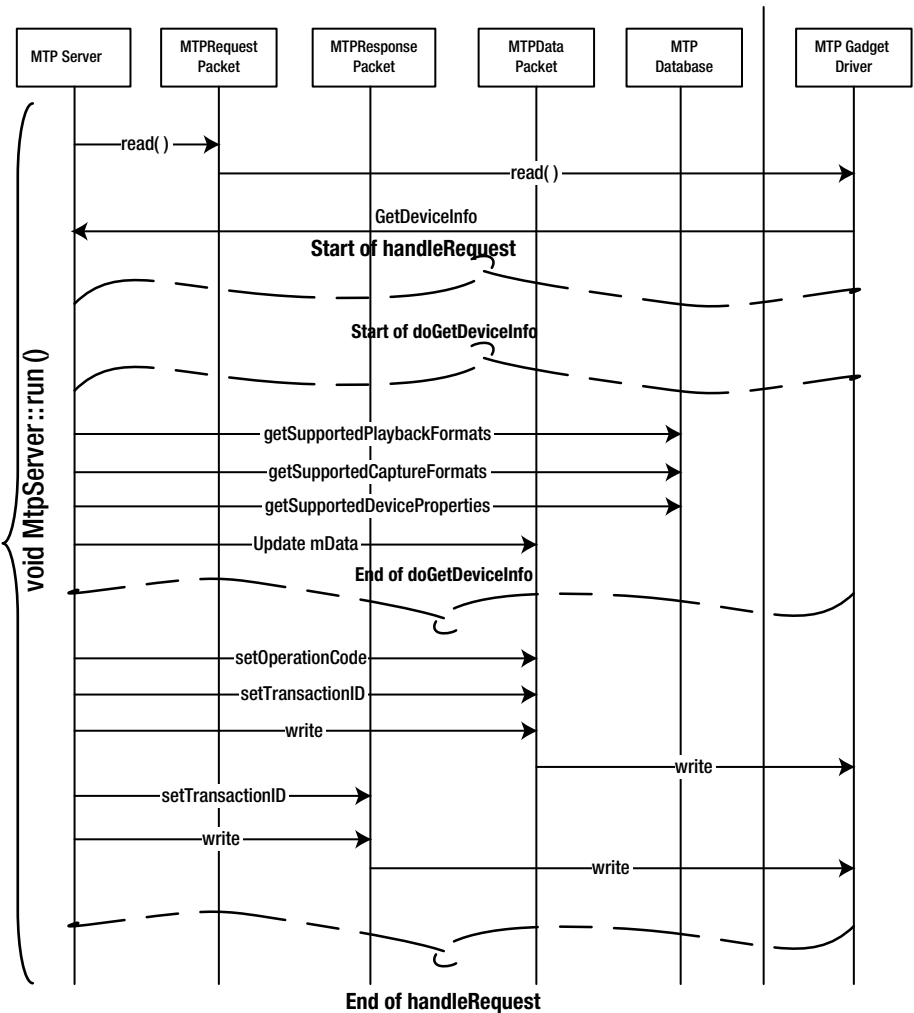 MTP Server
MTPRequest
Packet
MTPResponse
Packet
MTPData
Packet
MTP
Database
MTP Gadget
Driver
read( )
read( )
GetDeviceInfo
Start of handleRequest
Start of doGetDeviceInfo
void MtpServer::run ()
getSupportedPlaybackFormats
getSupportedCaptureFormats
getSupportedDeviceProperties
Update mData
End of doGetDeviceInfo
setOperationCode
setTransactionID
write
write
setTransactionID
write
write
End of handleRequest